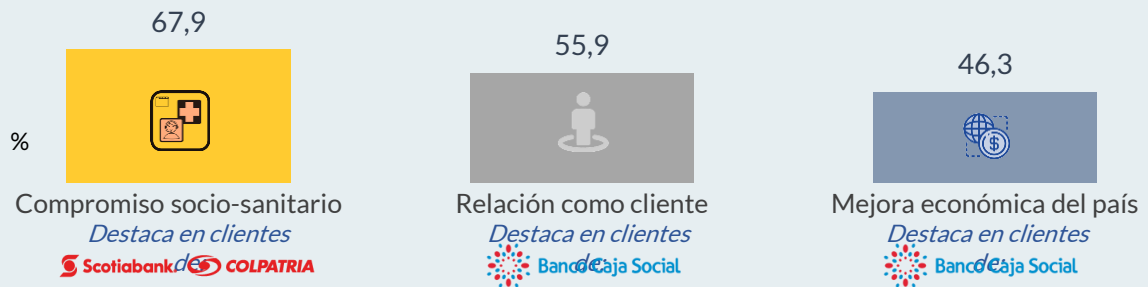 67,9
55,9
46,3
%
Compromiso socio-sanitario
Relación como cliente
Mejora económica del país
Destaca en clientes
de:
Scotiabank COLPATRIA
Destaca en clientes
de:
Banco Caja Social
Destaca en clientes
de:
Banco Caja Social